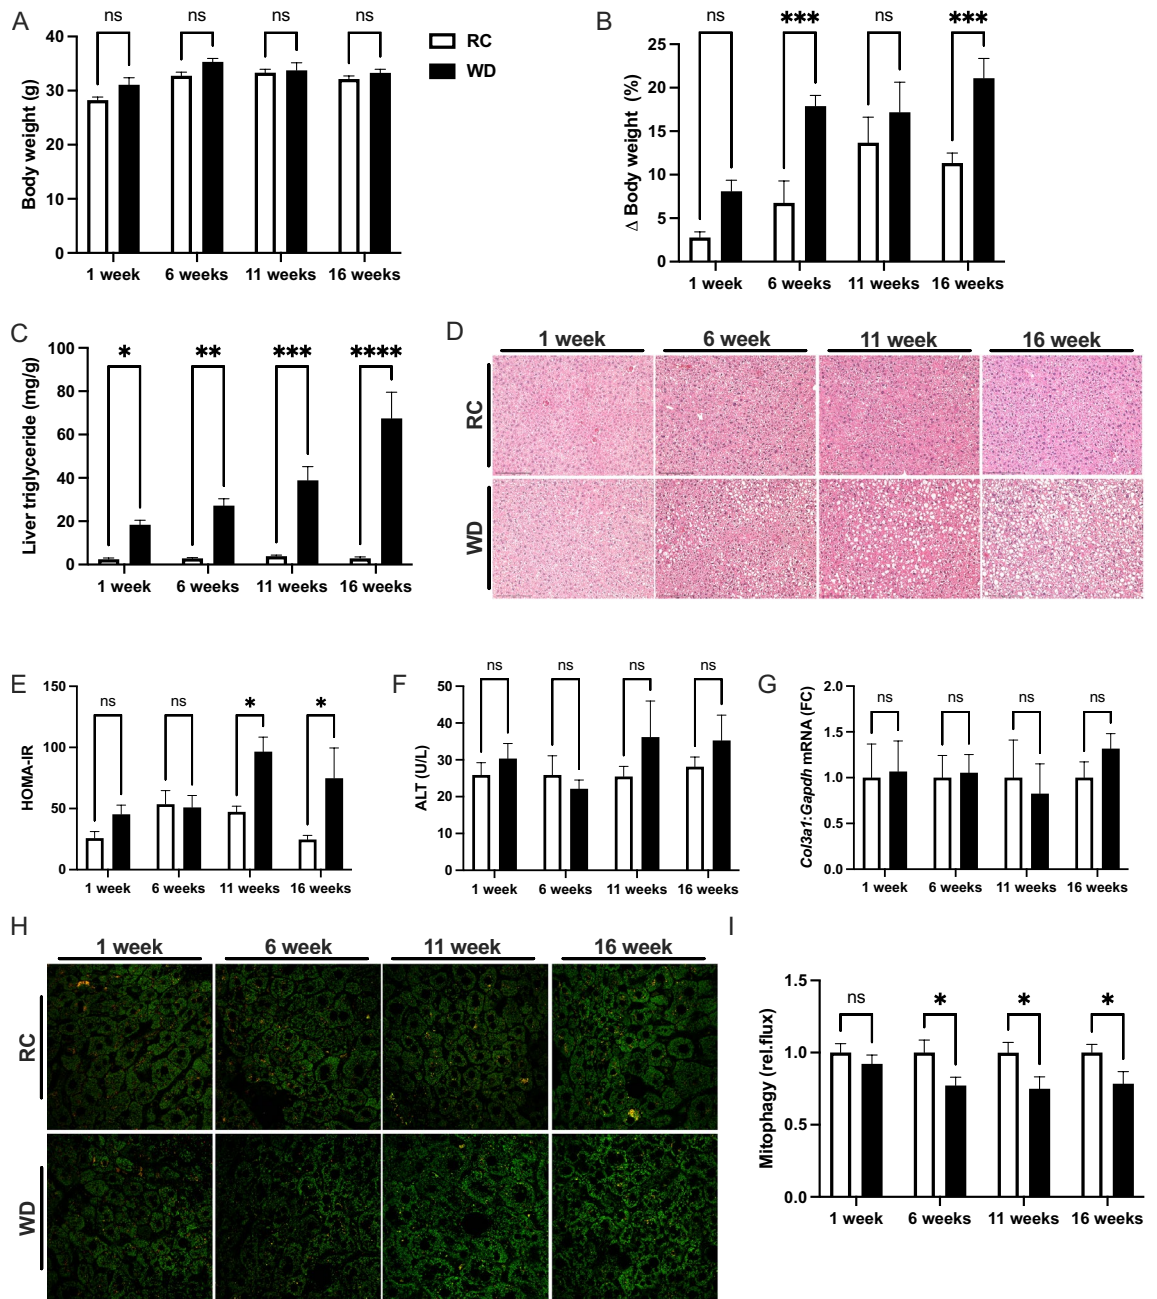 A
ns
ns
ns
ns
40
30
20
10
0
Body weight (g)
1 week
6 weeks
11 weeks
16 weeks
RC
WD
B
ns
***
ns
***
25
20
15
10
5
0
Δ Body weight (%)
1 week
6 weeks
11 weeks
16 weeks
C
*
**
***
****
100
80
60
40
20
0
Liver triglyceride (mg/g)
1 week
6 weeks
11 weeks
16 weeks
D
1 week
6 week
11 week
16 week
RC
WD
E
ns
ns
*
*
150
100
50
0
HOMA-IR
1 week
6 weeks
11 weeks
16 weeks
F
ns
ns
ns
ns
50
40
30
20
10
0
ALT (U/L)
1 week
6 weeks
11 weeks
16 weeks
G
ns
ns
ns
ns
2.0
1.5
1.0
0.5
0.0
Col3a1:Gapdh mRNA (FC)
1 week
6 weeks
11 weeks
16 weeks
H
1 week
6 week
11 week
16 week
RC
WD
I
ns
*
*
*
1.5
1.0
0.5
0.0
Mitophagy (rel.flux)
1 week
6 weeks
11 weeks
16 weeks